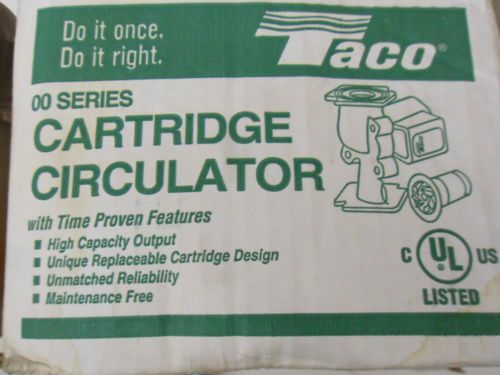 Do it once.
Do it right.
Taco®
00 SERIES
CARTRIDGE
CIRCULATOR
with Time Proven Features
■ High Capacity Output
■ Unique Replaceable Cartridge Design
■ Unmatched Reliability
■ Maintenance Free
Taco
C UL US
LISTED